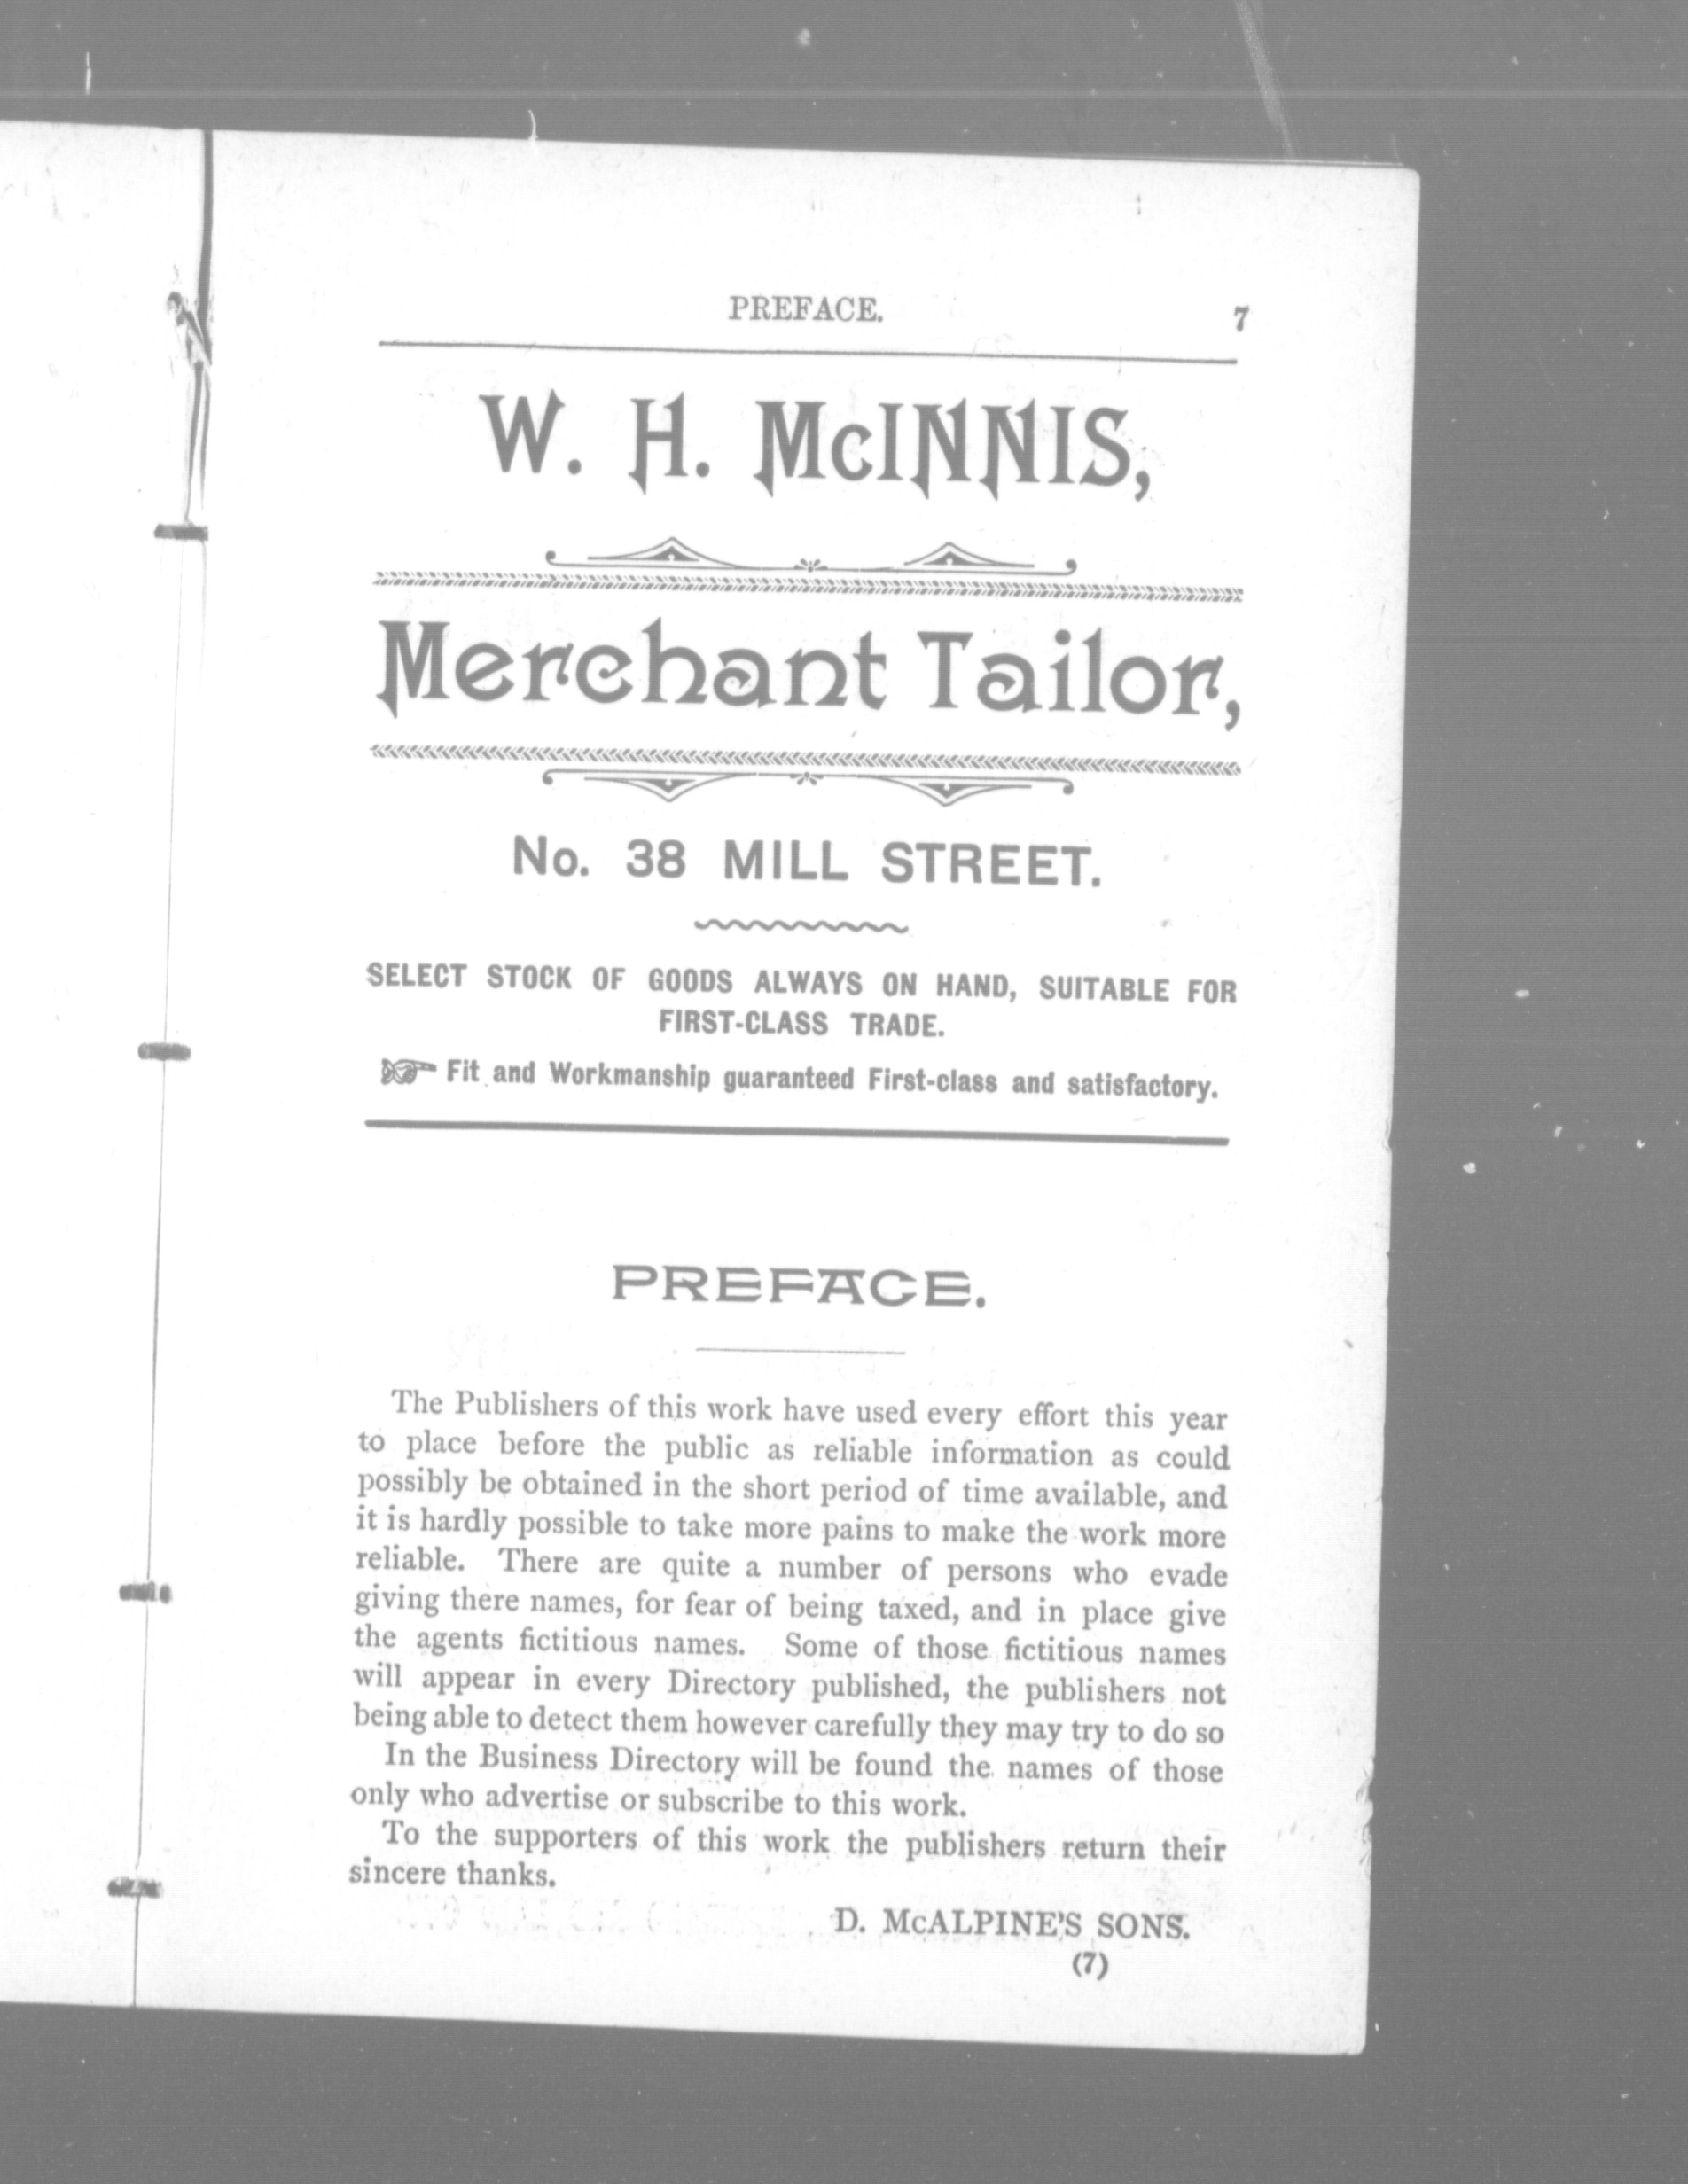 PREFACE. 7
W. H. McINNIS,
Merchant Tailor,
No. 38 MILL STREET.
SELECT STOCK OF GOODS ALWAYS ON HAND, SUITABLE FOR
FIRST-CLASS TRADE.
Fit and Workmanship guaranteed First-class and satisfactory.
PREFACE.
The Publishers of this work have used every effort this year
to place before the public as reliable information as could
possibly be obtained in the short period of time available, and
it is hardly possible to take more pains to make the work more
reliable. There are quite a number of persons who evade
giving there names, for fear of being taxed, and in place give
the agents fictitious names. Some of those fictitious names
will appear in every Directory published, the publishers not
being able to detect them however carefully they may try to do so
In the Business Directory will be found the names of those
only who advertise or subscribe to this work.
To the supporters of this work the publishers return their
sincere thanks.
D. McALPINE'S SONS.
(7)